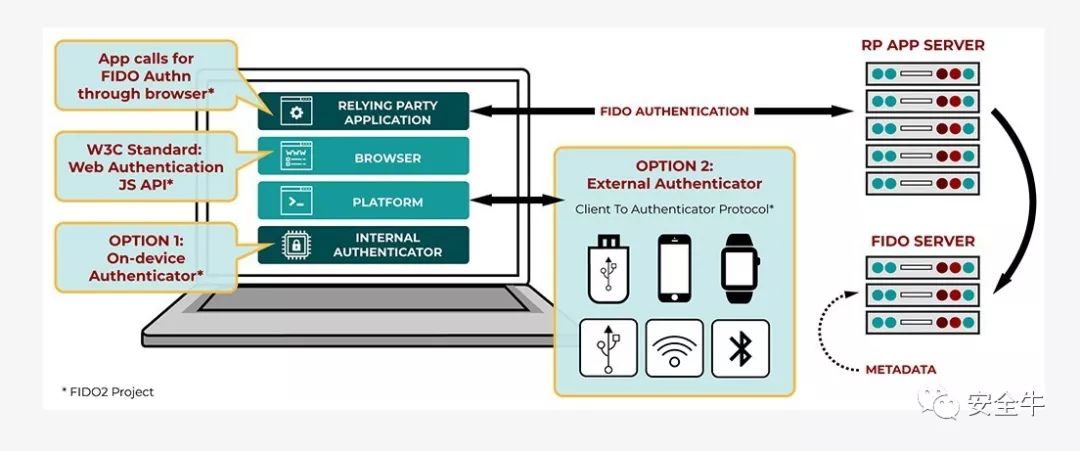 App calls for
FIDO Authn
through browser*
W3C Standard:
Web Authentication
JS API*
OPTION 1:
On-device
Authenticator*
RELYING PARTY
APPLICATION
WWW
BROWSER
PLATFORM
INTERNAL
AUTHENTICATOR
FIDO AUTHENTICATION
OPTION 2:
External Authenticator
Client To Authenticator Protocol*
RP APP SERVER
FIDO SERVER
METADATA
* FIDO2 Project
安全牛